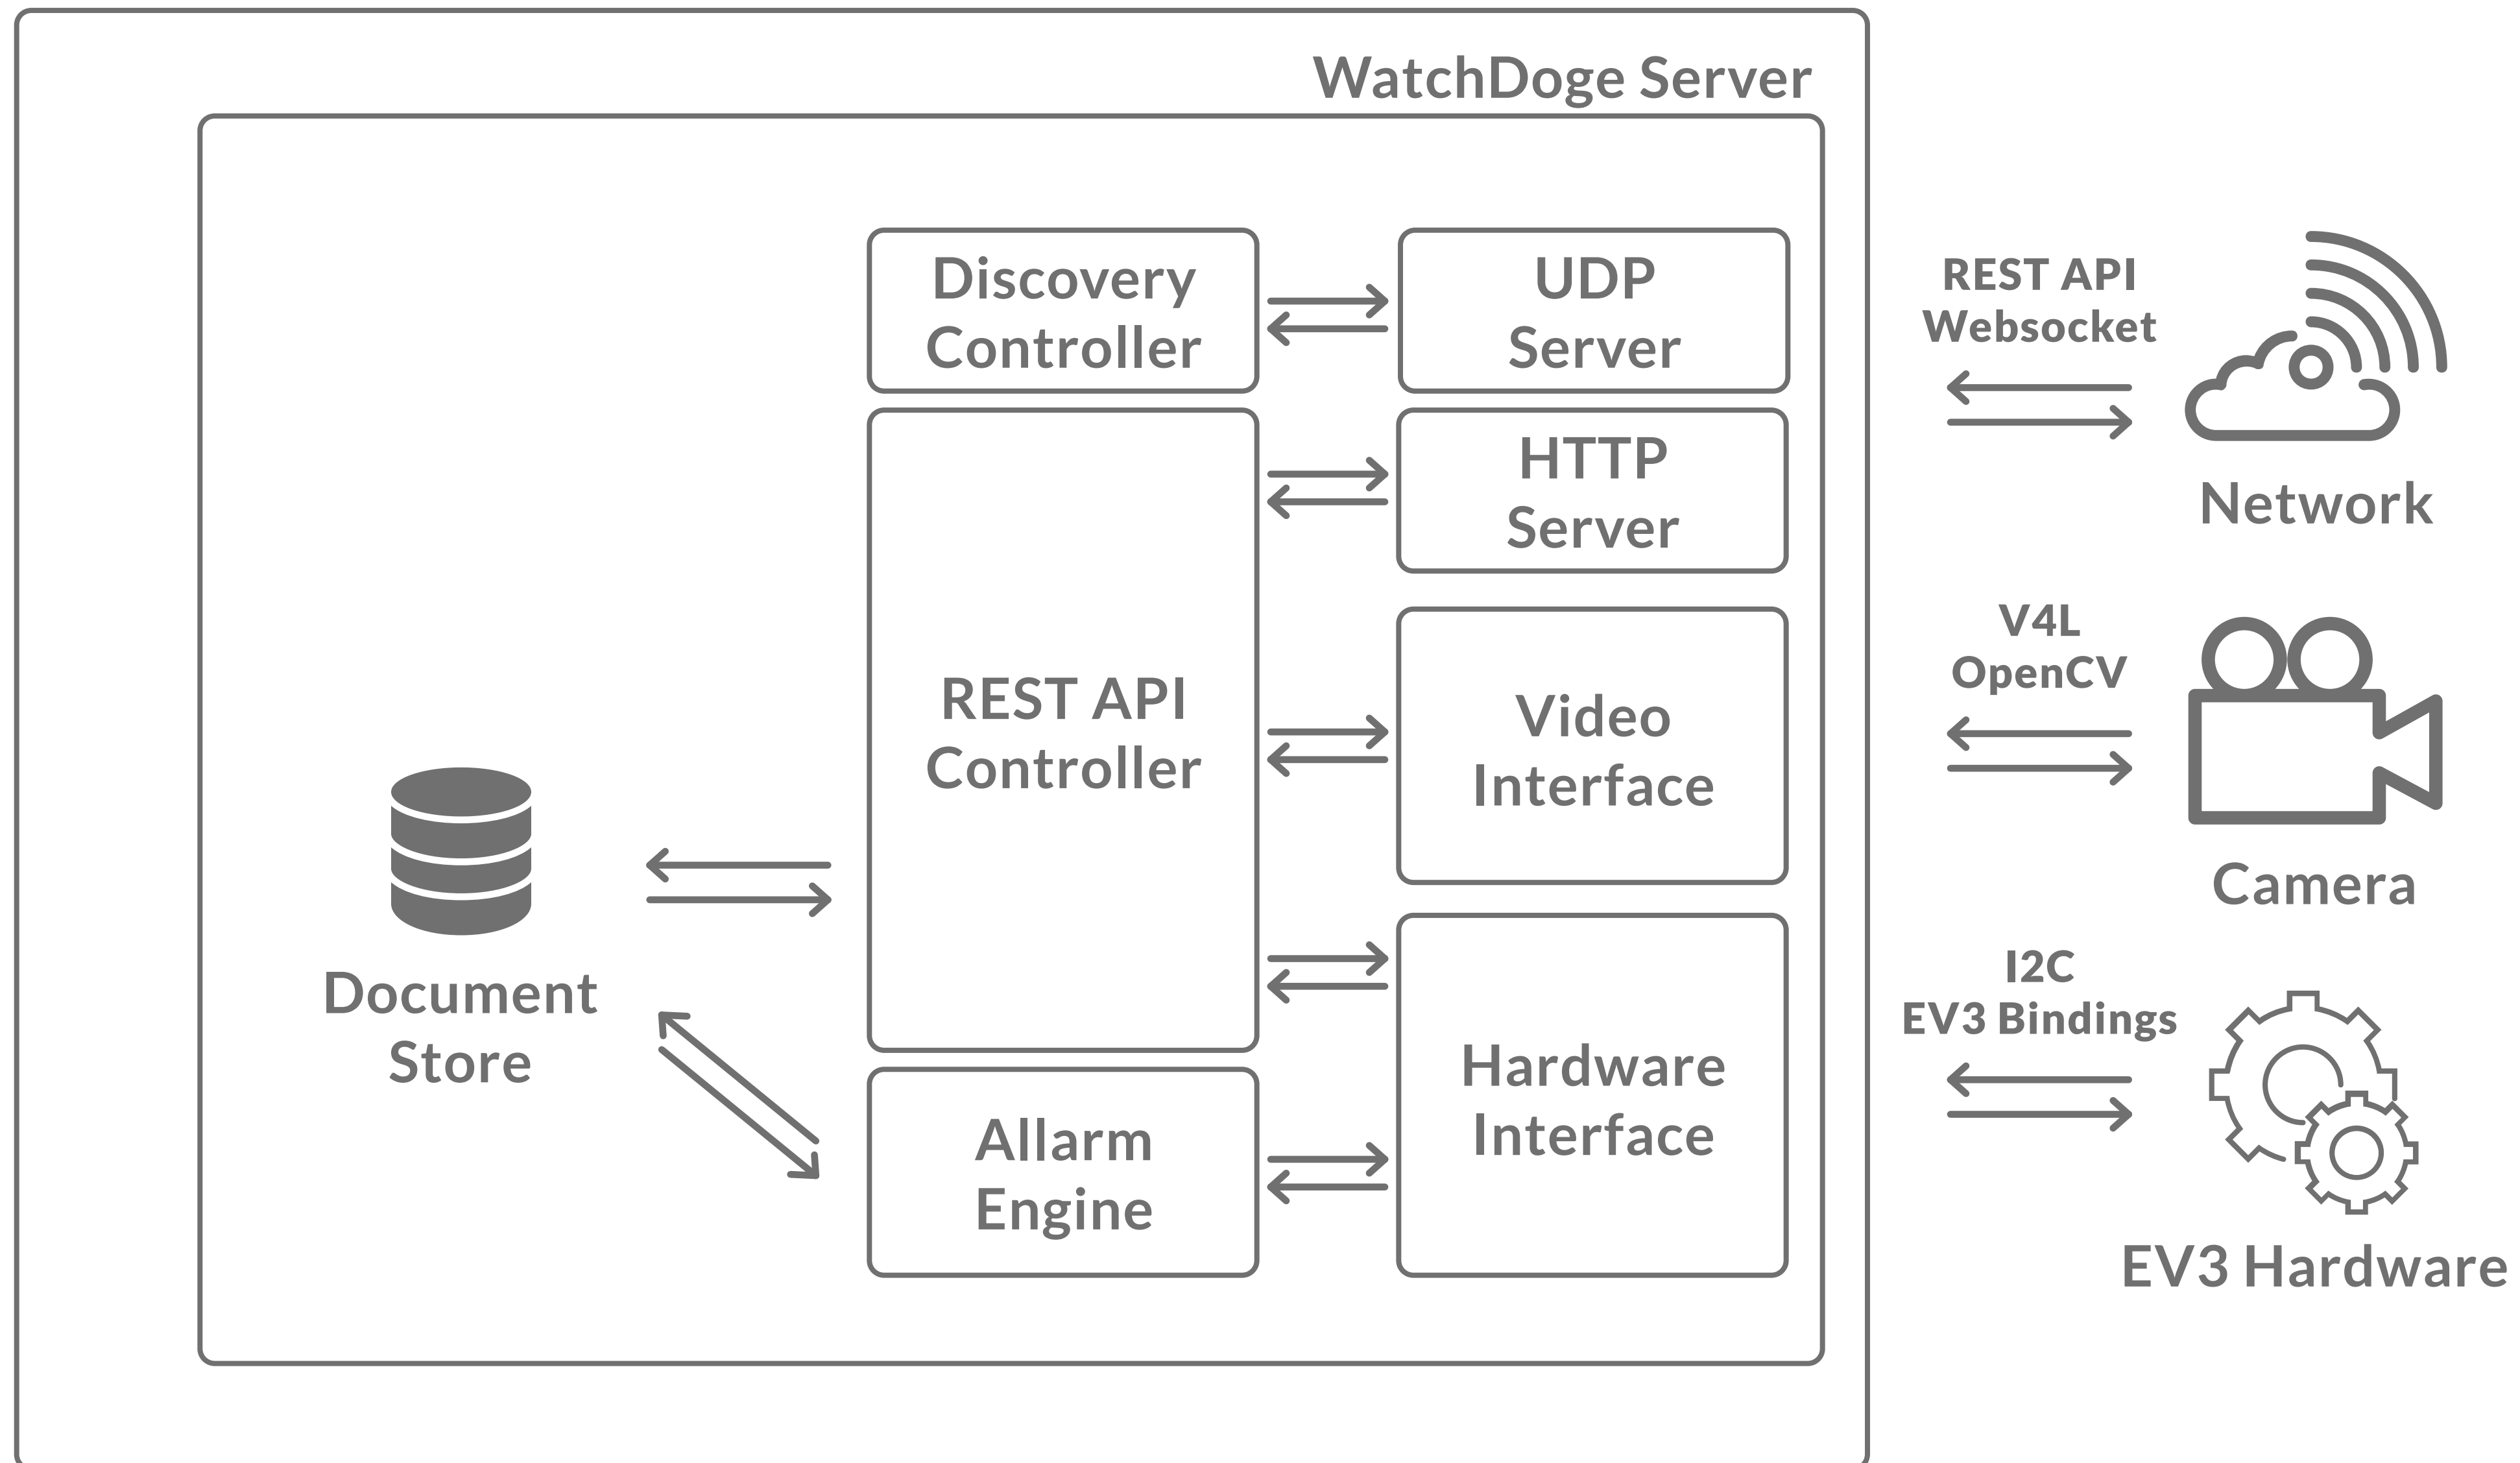 WatchDoge Server
Discovery
Controller
UDP
Server
REST API
Websocket
HTTP
Server
Network
REST API
Controller
Video
Interface
V4L
OpenCV
Camera
Document
Store
Hardware
Interface
I2C
EV3 Bindings
Allarm
Engine
EV3 Hardware